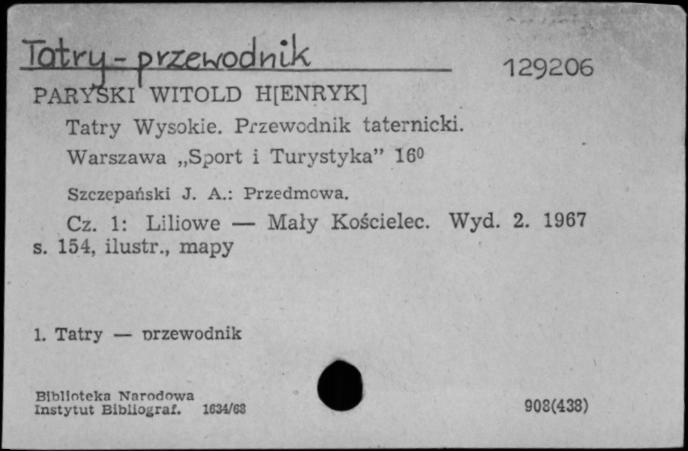 Tatry - przewodnik
129206
PARYSKI WITOLD H[ENRYK]
Tatry Wysokie. Przewodnik taternicki.
Warszawa „Sport i Turystyka” 16⁰
Szczepański J. A.: Przedmowa.
Cz. 1: Liliowe — Mały Kościelec. Wyd. 2. 1967
s. 154, ilustr., mapy
1. Tatry — przewodnik
Biblioteka Narodowa
Instytut Bibliograf. 1634/68
908(438)